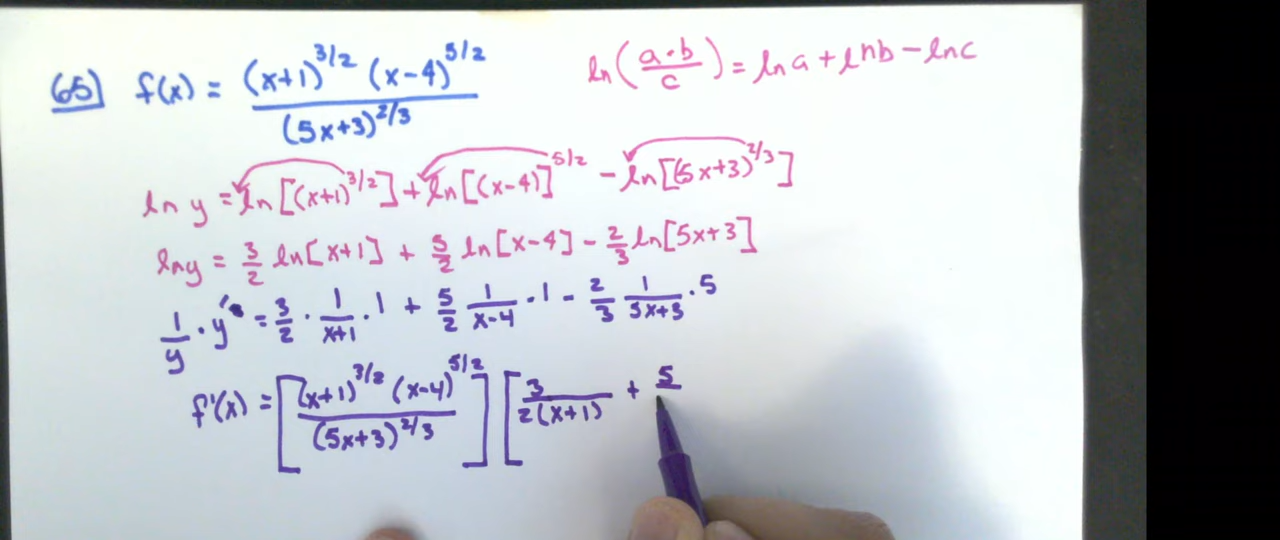 65) f(x) = (x+1)^{3/2} (x-4)^{5/2} / (5x+3)^{2/3}
ln(a·b / c) = ln a + ln b - ln c
ln y = ln[(x+1)^{3/2}] + ln[(x-4)]^{5/2} - ln[(5x+3)^{2/3}]
ln y = 3/2 ln[x+1] + 5/2 ln[x-4] - 2/3 ln[5x+3]
1/y · y' = 3/2 · 1/(x+1) · 1 + 5/2 1/(x-4) · 1 - 2/3 1/(5x+3) · 5
f'(x) = [(x+1)^{3/2} (x-4)^{5/2} / (5x+3)^{2/3}] [3 / 2(x+1) + 5